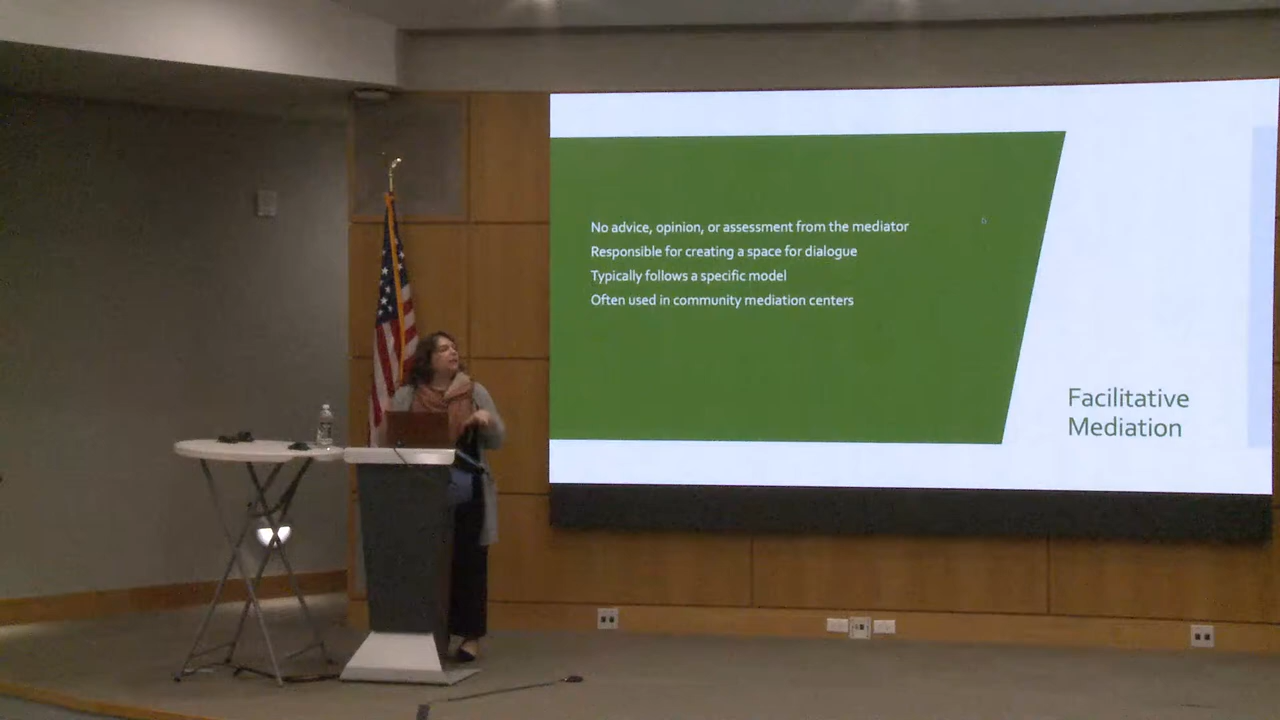 No advice, opinion, or assessment from the mediator
Responsible for creating a space for dialogue
Typically follows a specific model
Often used in community mediation centers
Facilitative
Mediation